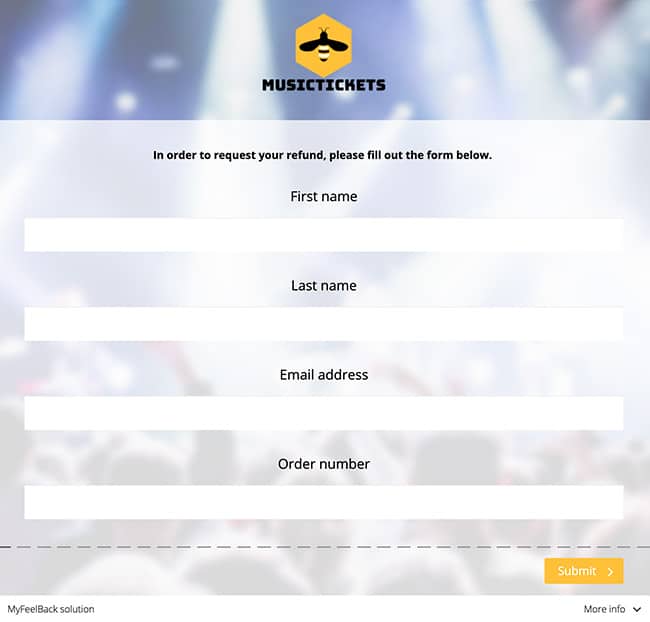 MUSICTICKETS
In order to request your refund, please fill out the form below.
First name
Last name
Email address
Order number
Submit
MyFeelBack solution
More info